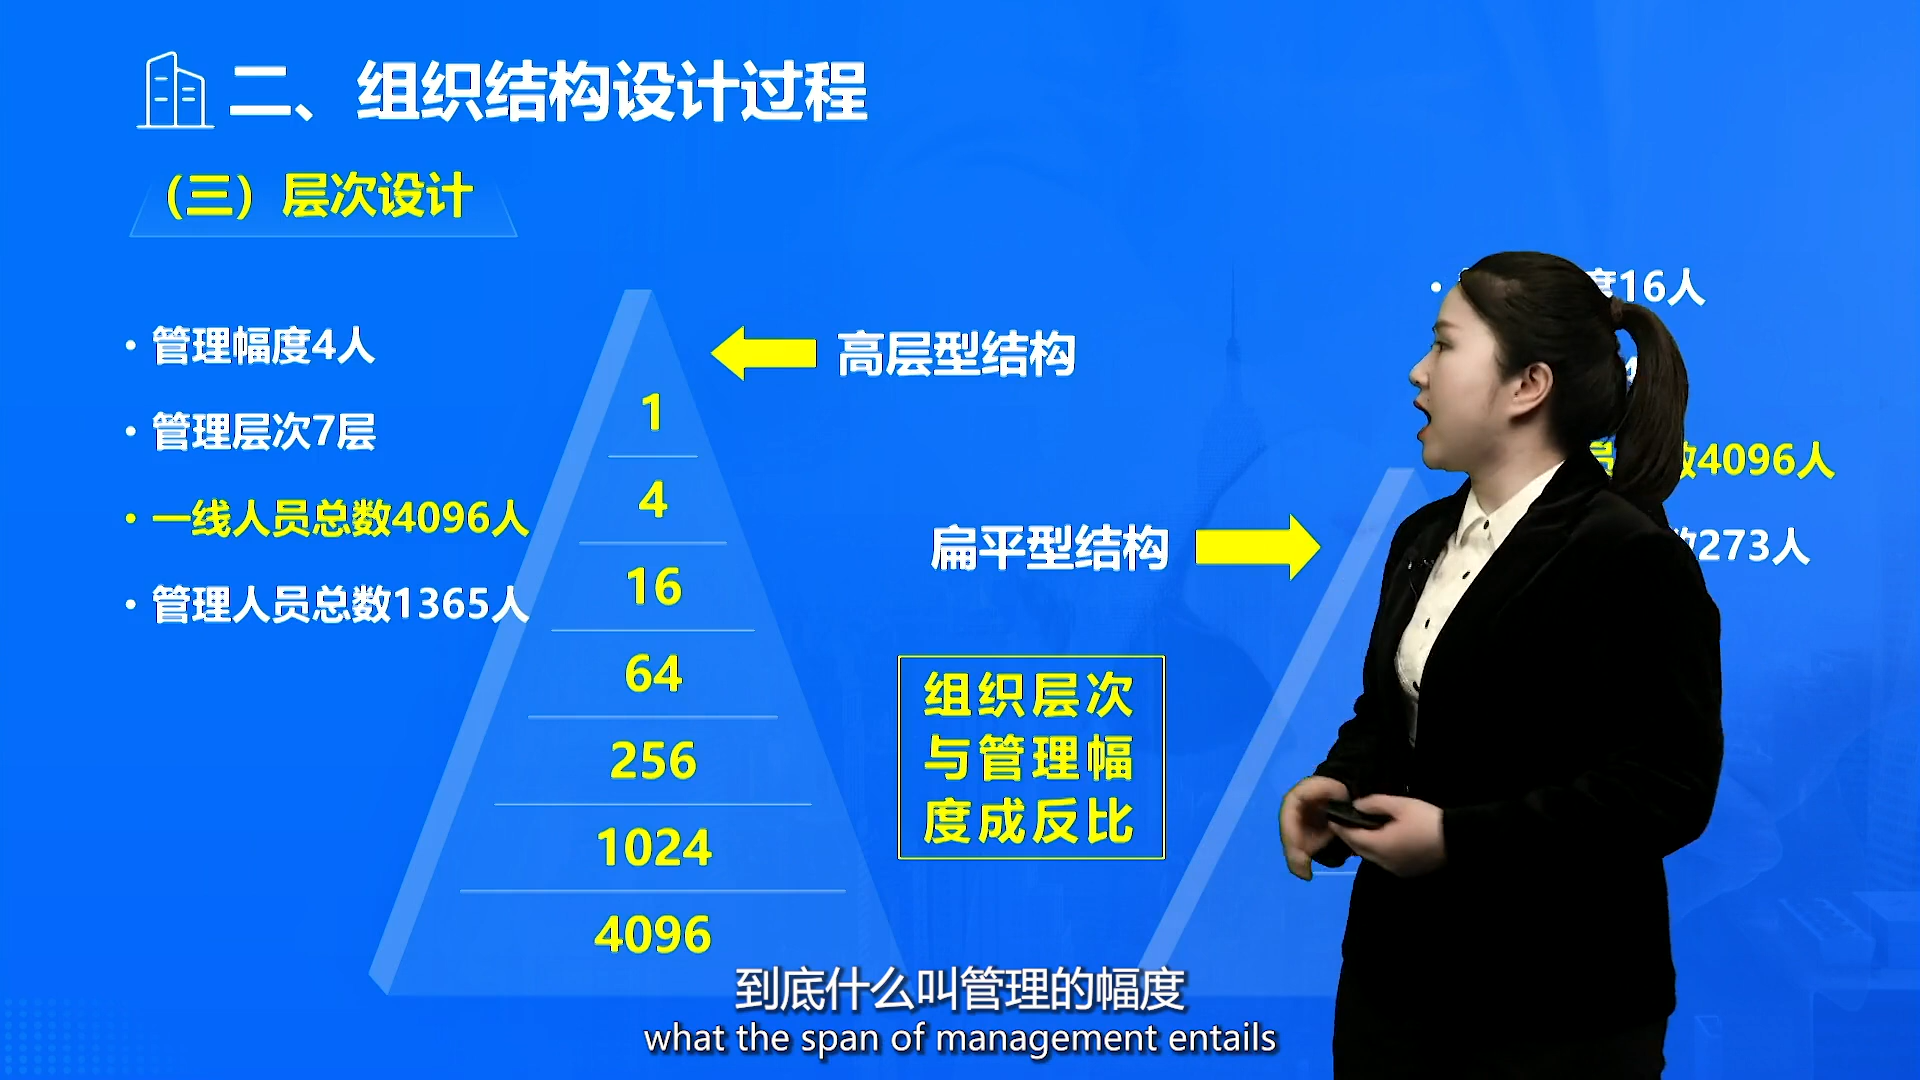 二、组织结构设计过程
（三）层次设计
• 管理幅度4人
• 管理层次7层
• 一线人员总数4096人
• 管理人员总数1365人
高层型结构
1
4
16
64
256
1024
4096
扁平型结构
组织层次
与管理幅
度成反比
度16人
4096人
273人
到底什么叫管理的幅度
what the span of management entails